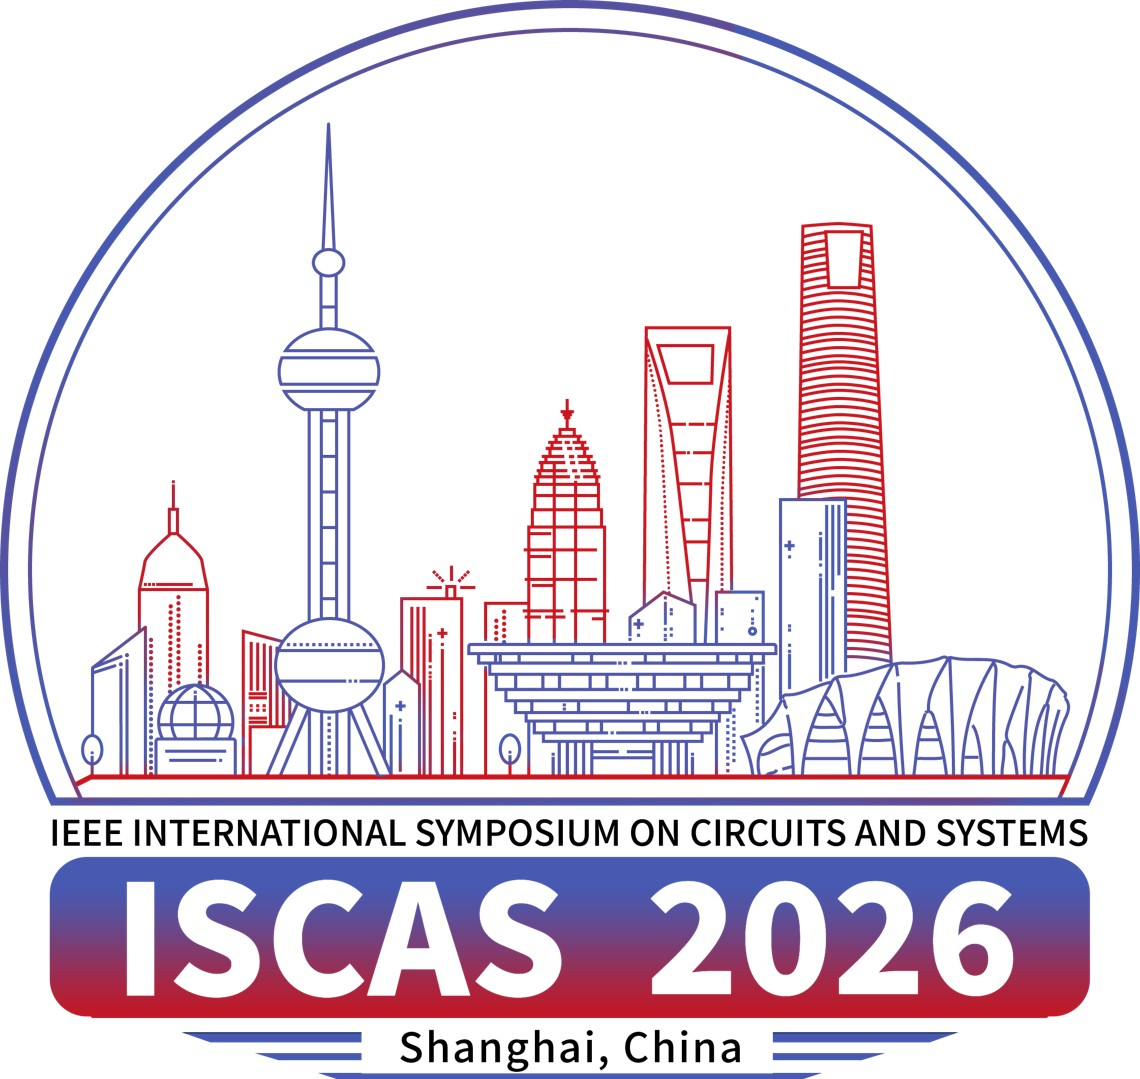 IEEE INTERNATIONAL SYMPOSIUM ON CIRCUITS AND SYSTEMS
ISCAS 2026
Shanghai, China